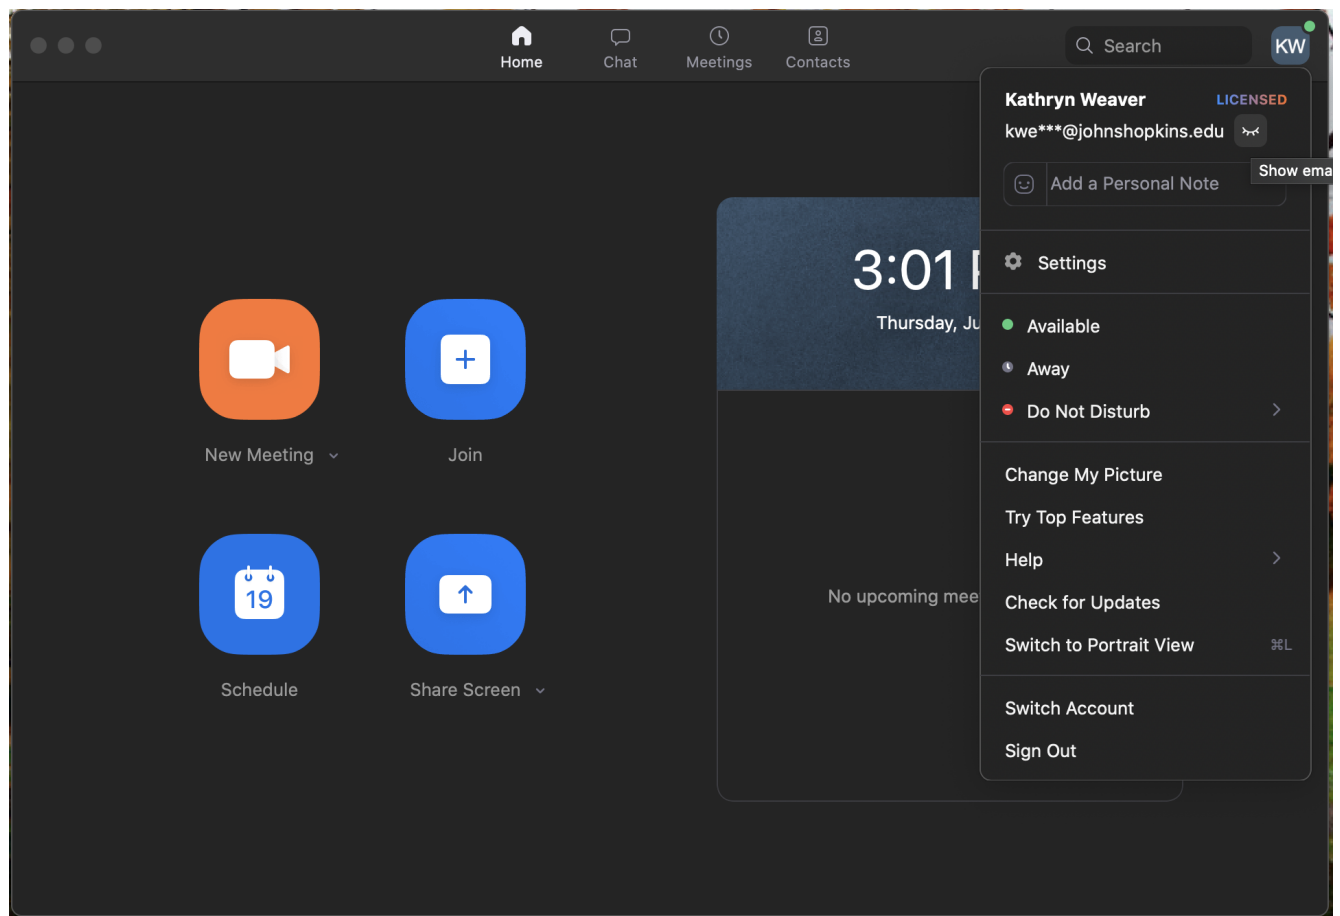 Home
Chat
Meetings
Contacts
Search
KW
Kathryn Weaver LICENSED
kwe***@johnshopkins.edu
Show ema
Add a Personal Note
Settings
Available
Away
Do Not Disturb
Change My Picture
Try Top Features
Help
Check for Updates
Switch to Portrait View ⌘L
Switch Account
Sign Out
3:01
Thursday, Ju
No upcoming mee
New Meeting
Join
19
Schedule
Share Screen